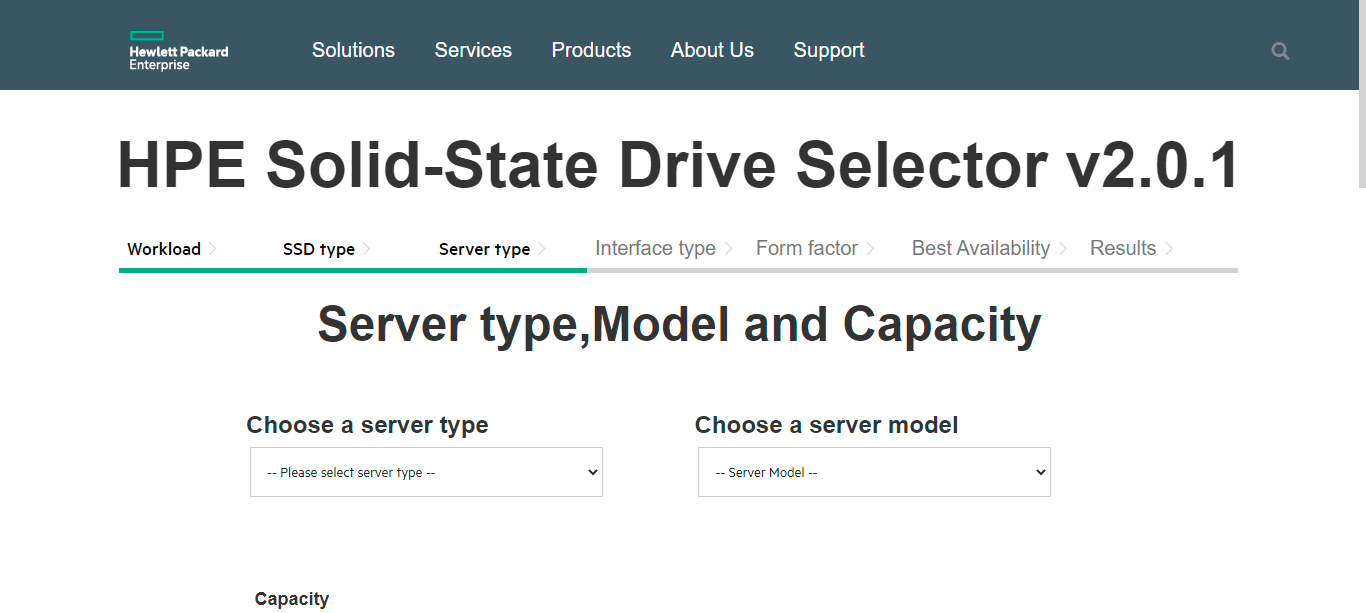 Hewlett Packard
Enterprise
Solutions Services Products About Us Support
HPE Solid-State Drive Selector v2.0.1
Workload SSD type Server type Interface type Form factor Best Availability Results
Server type,Model and Capacity
Choose a server type Choose a server model
-- Please select server type -- -- Server Model --
Capacity